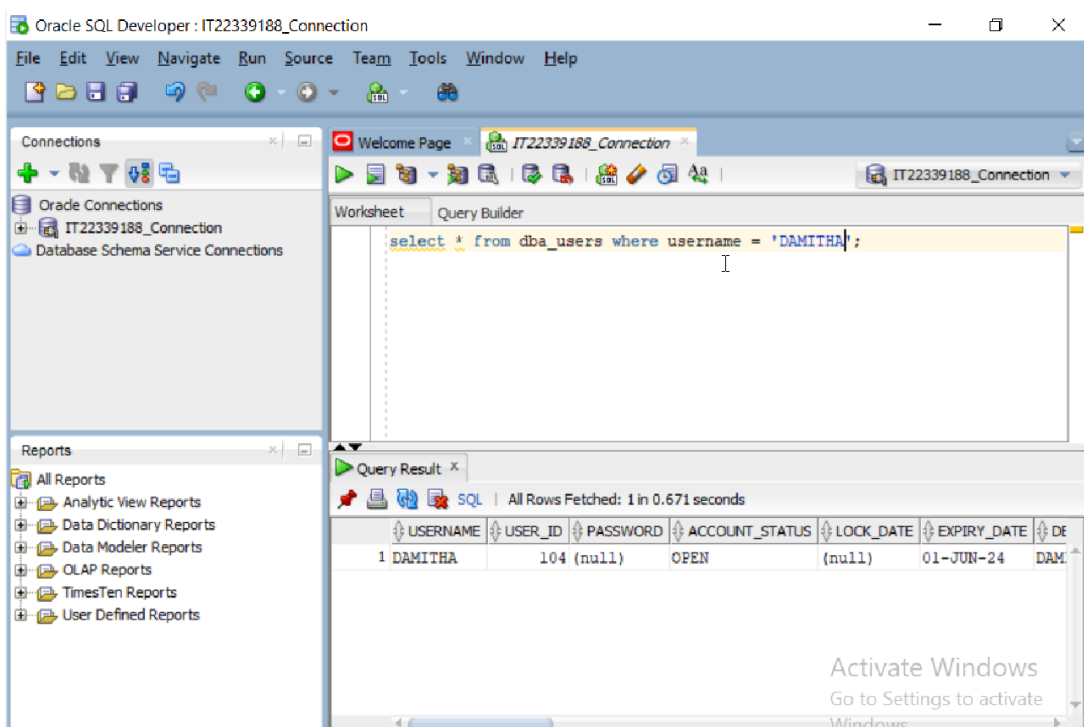 Oracle SQL Developer : IT22339188_Connection
File Edit View Navigate Run Source Team Tools Window Help
Connections
Oracle Connections
IT22339188_Connection
Database Schema Service Connections
Reports
All Reports
Analytic View Reports
Data Dictionary Reports
Data Modeler Reports
OLAP Reports
TimesTen Reports
User Defined Reports
Welcome Page IT22339188_Connection
IT22339188_Connection
Worksheet Query Builder
select * from dba_users where username = 'DAMITHA';
Query Result
SQL | All Rows Fetched: 1 in 0.671 seconds
USERNAME USER_ID PASSWORD ACCOUNT_STATUS LOCK_DATE EXPIRY_DATE DE
1 DAMITHA 104 (null) OPEN (null) 01-JUN-24 DAM
Activate Windows
Go to Settings to activate
Windows